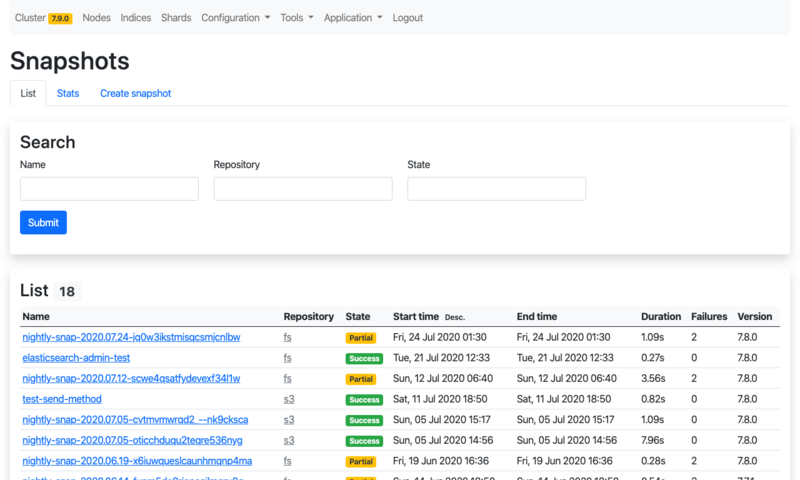 Cluster 7.9.0 Nodes Indices Shards Configuration Tools Application Logout
Snapshots
List Stats Create snapshot
Search
Name Repository State
Submit
List 18
Name Repository State Start time Desc. End time Duration Failures Version
nightly-snap-2020.07.24-jq0w3ikstmisqcsmjcnlbw fs Partial Fri, 24 Jul 2020 01:30 Fri, 24 Jul 2020 01:30 1.09s 2 7.8.0
elasticsearch-admin-test fs Success Tue, 21 Jul 2020 12:33 Tue, 21 Jul 2020 12:33 0.27s 0 7.8.0
nightly-snap-2020.07.12-scwe4qsatfydevexf34l1w fs Partial Sun, 12 Jul 2020 06:40 Sun, 12 Jul 2020 06:40 3.56s 2 7.8.0
test-send-method s3 Success Sat, 11 Jul 2020 18:50 Sat, 11 Jul 2020 18:50 0.82s 0 7.8.0
nightly-snap-2020.07.05-cvtmvmwrqd2_--nk9cksca s3 Success Sun, 05 Jul 2020 15:17 Sun, 05 Jul 2020 15:17 1.09s 0 7.8.0
nightly-snap-2020.07.05-oticchduqu2teqre536nyg s3 Success Sun, 05 Jul 2020 14:56 Sun, 05 Jul 2020 14:56 7.96s 0 7.8.0
nightly-snap-2020.06.19-x6iuwqueslcaunhmqnp4ma fs Partial Fri, 19 Jun 2020 16:36 Fri, 19 Jun 2020 16:36 0.28s 2 7.8.0